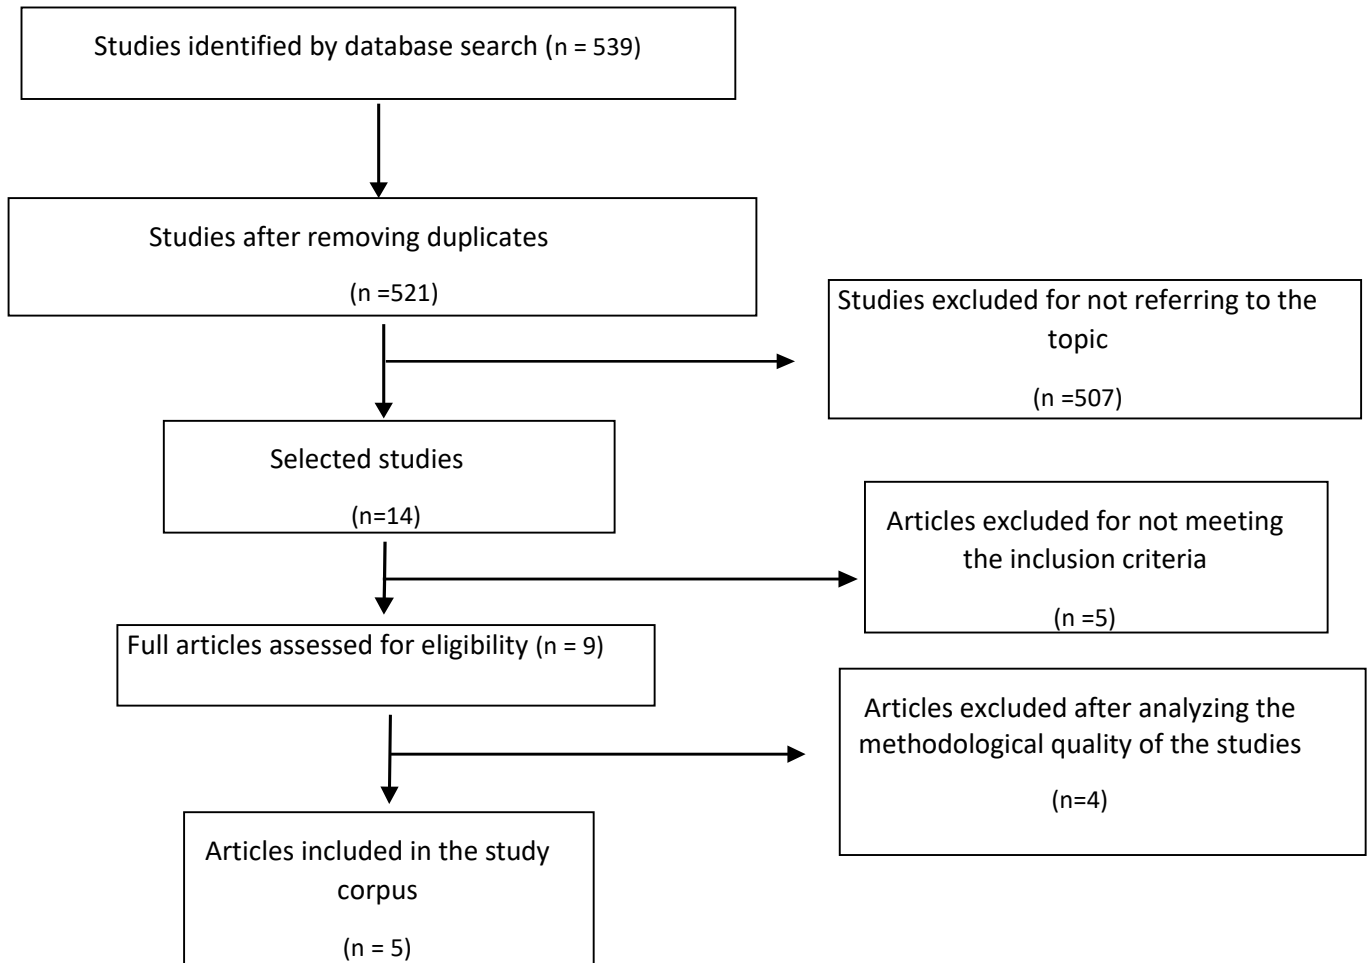 Studies identified by database search (n = 539)
Studies after removing duplicates
(n =521)
Studies excluded for not referring to the
topic
(n =507)
Selected studies
(n=14)
Articles excluded for not meeting
the inclusion criteria
(n =5)
Full articles assessed for eligibility (n = 9)
Articles excluded after analyzing the
methodological quality of the studies
(n=4)
Articles included in the study
corpus
(n = 5)